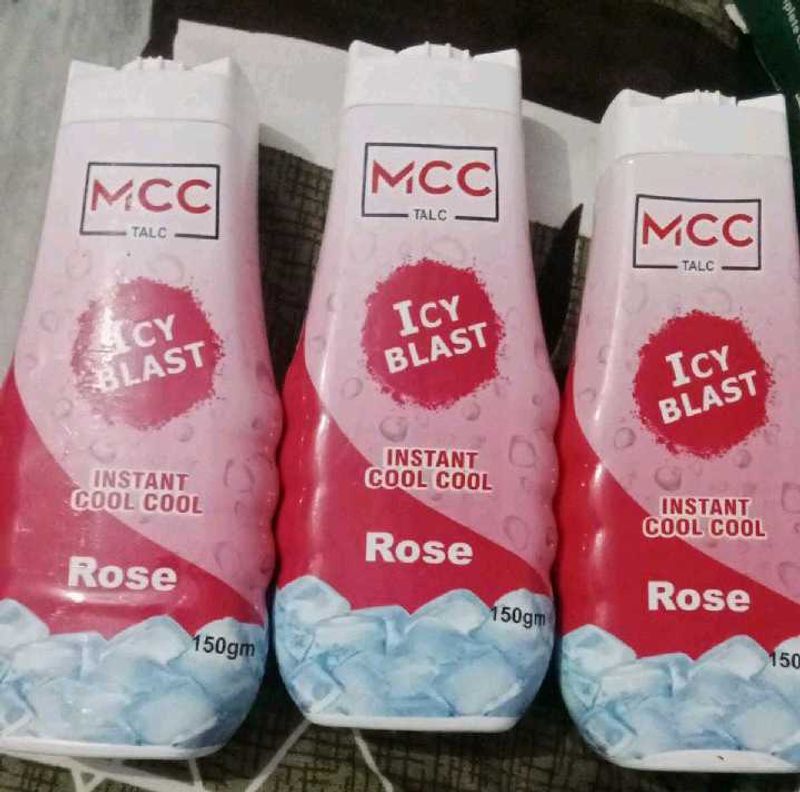 MCC
TALC
ICY
BLAST
INSTANT
COOL COOL
Rose
150gm
MCC
TALC
ICY
BLAST
INSTANT
COOL COOL
Rose
150gm
MCC
TALC
ICY
BLAST
INSTANT
COOL COOL
Rose
150